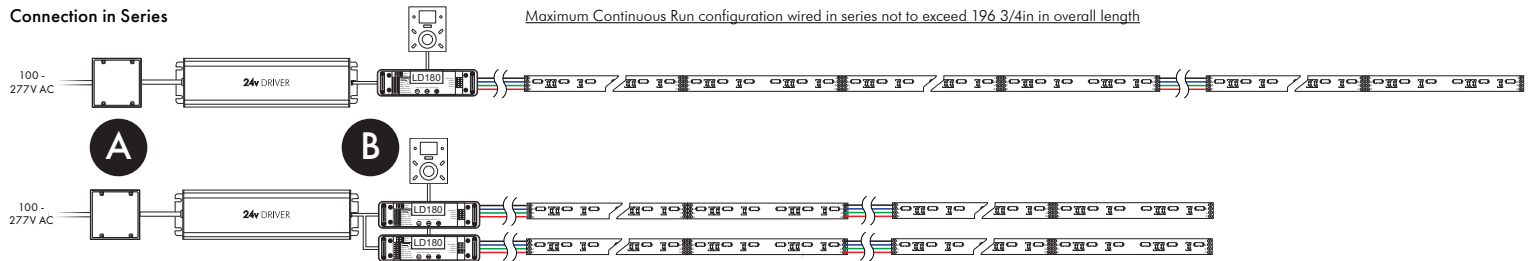 Connection in Series
Maximum Continuous Run configuration wired in series not to exceed 196 3/4in in overall length
100 -
277V AC
24v DRIVER
LD180
A
B
100 -
277V AC
24v DRIVER
LD180
LD180